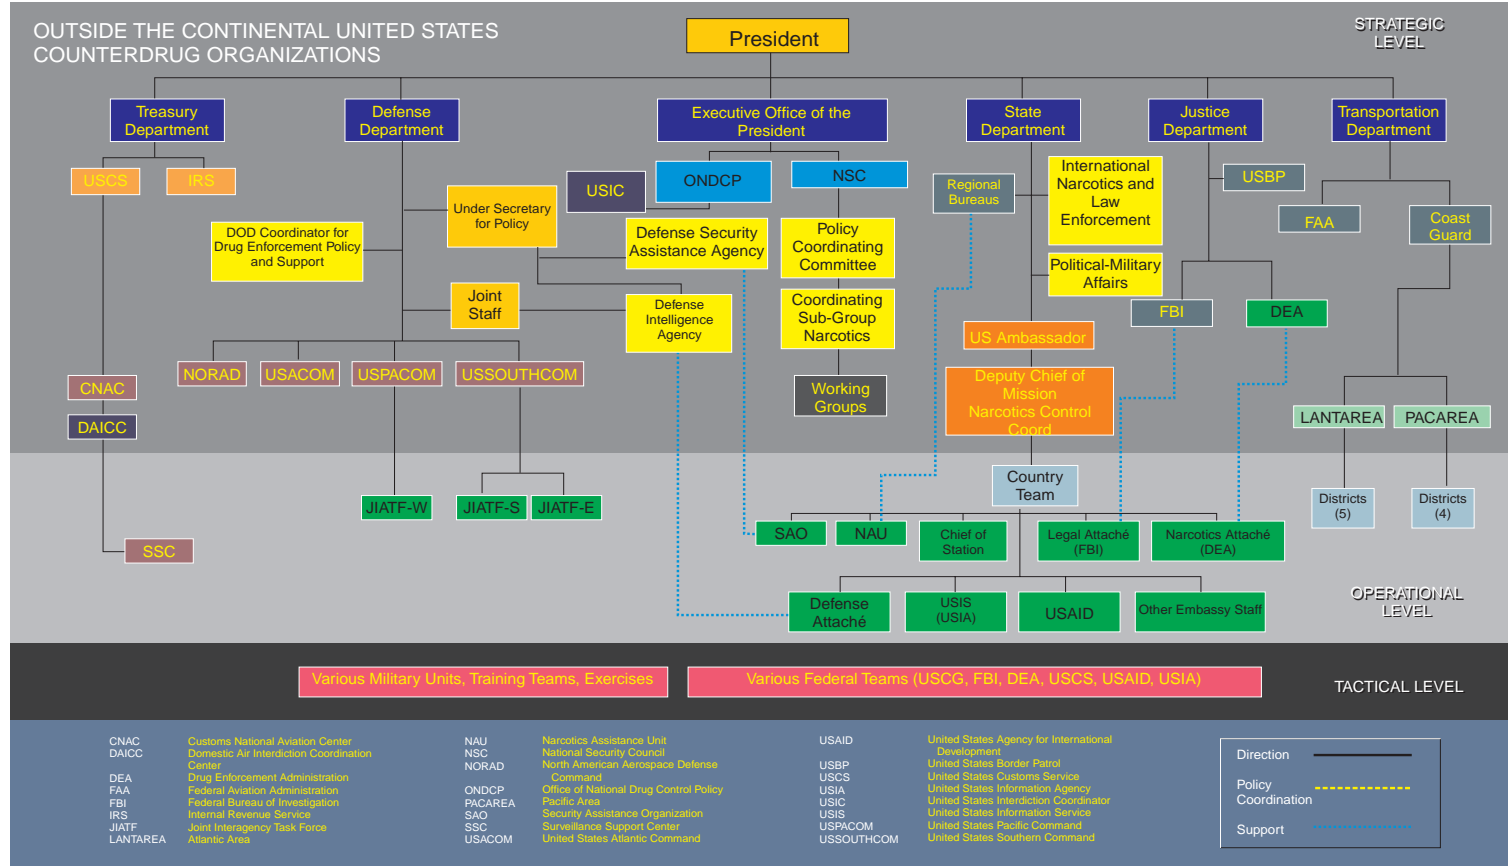 OUTSIDE THE CONTINENTAL UNITED STATES
COUNTERDRUG ORGANIZATIONS
President
STRATEGIC
LEVEL
Treasury
Department
Defense
Department
Executive Office of the
President
State
Department
Justice
Department
Transportation
Department
USCS
IRS
USIC
ONDCP
NSC
Regional
Bureaus
International
Narcotics and
Law
Enforcement
USBP
FAA
Coast
Guard
Under Secretary
for Policy
DOD Coordinator for
Drug Enforcement Policy
and Support
Defense Security
Assistance Agency
Policy
Coordinating
Committee
Political-Military
Affairs
Joint
Staff
Defense
Intelligence
Agency
Coordinating
Sub-Group
Narcotics
FBI
DEA
US Ambassador
NORAD
USACOM
USPACOM
USSOUTHCOM
CNAC
DAICC
Working
Groups
Deputy Chief of
Mission
Narcotics Control
Coord
LANTAREA
PACAREA
Country
Team
JIATF-W
JIATF-S
JIATF-E
Districts
(5)
Districts
(4)
SSC
SAO
NAU
Chief of
Station
Legal Attaché
(FBI)
Narcotics Attaché
(DEA)
Defense
Attaché
USIS
(USIA)
USAID
Other Embassy Staff
OPERATIONAL
LEVEL
Various Military Units, Training Teams, Exercises
Various Federal Teams (USCG, FBI, DEA, USCS, USAID, USIA)
TACTICAL LEVEL
CNAC Customs National Aviation Center
DAICC Domestic Air Interdiction Coordination
Center
DEA Drug Enforcement Administration
FAA Federal Aviation Administration
FBI Federal Bureau of Investigation
IRS Internal Revenue Service
JIATF Joint Interagency Task Force
LANTAREA Atlantic Area
NAU Narcotics Assistance Unit
NSC National Security Council
NORAD North American Aerospace Defense
Command
ONDCP Office of National Drug Control Policy
PACAREA Pacific Area
SAO Security Assistance Organization
SSC Surveillance Support Center
USACOM United States Atlantic Command
USAID United States Agency for International
Development
USBP United States Border Patrol
USCS United States Customs Service
USIA United States Information Agency
USIC United States Interdiction Coordinator
USIS United States Information Service
USPACOM United States Pacific Command
USSOUTHCOM United States Southern Command
Direction
Policy
Coordination
Support